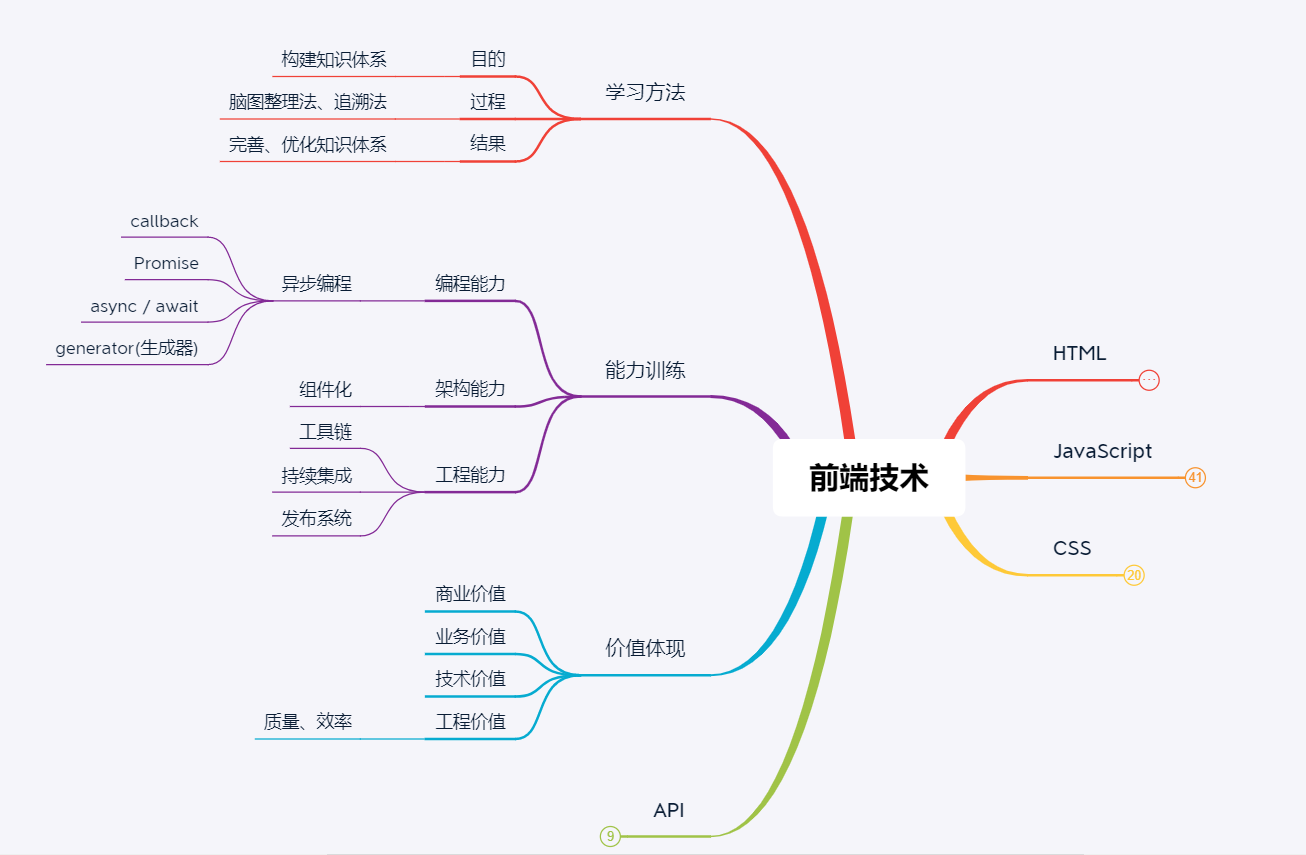 前端技术
学习方法
目的
构建知识体系
过程
脑图整理法、追溯法
结果
完善、优化知识体系
能力训练
编程能力
异步编程
callback
Promise
async / await
generator(生成器)
架构能力
组件化
工程能力
工具链
持续集成
发布系统
价值体现
商业价值
业务价值
技术价值
工程价值
质量、效率
API
9
HTML
...
JavaScript
41
CSS
20